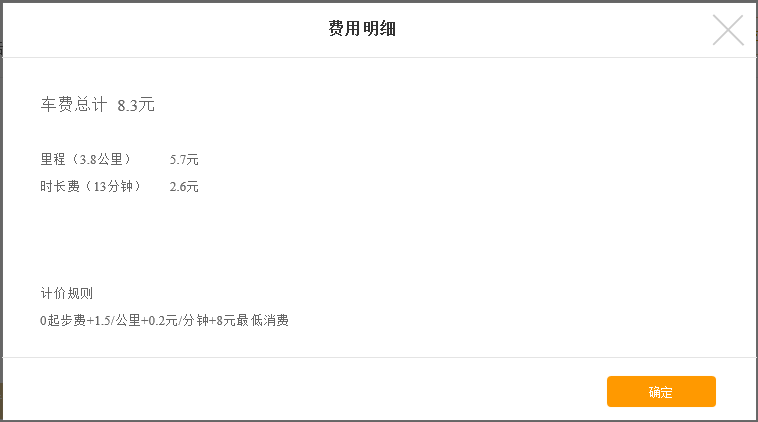 费用明细
车费总计 8.3元
里程（3.8公里） 5.7元
时长费（13分钟） 2.6元
计价规则
0起步费+1.5/公里+0.2元/分钟+8元最低消费
确定